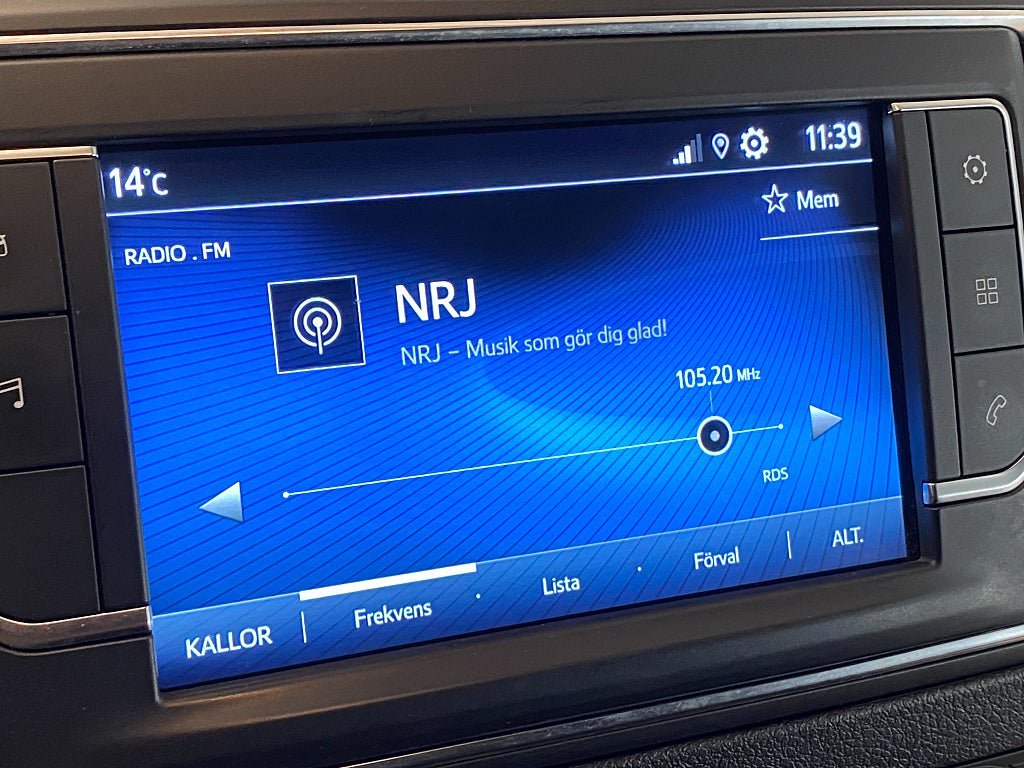 14°C
11:39
Mem
RADIO . FM
NRJ
NRJ – Musik som gör dig glad!
105.20 MHz
RDS
KÄLLOR
Frekvens
Lista
Förval
ALT.